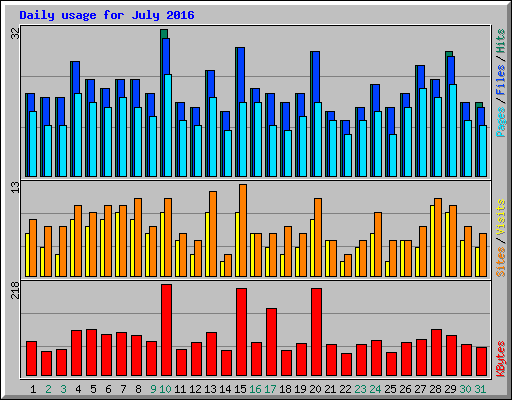 Daily usage for July 2016
32
Pages / Files / Hits
13
Sites / Visits
218
KBytes
1 2 3 4 5 6 7 8 9 10 11 12 13 14 15 16 17 18 19 20 21 22 23 24 25 26 27 28 29 30 31